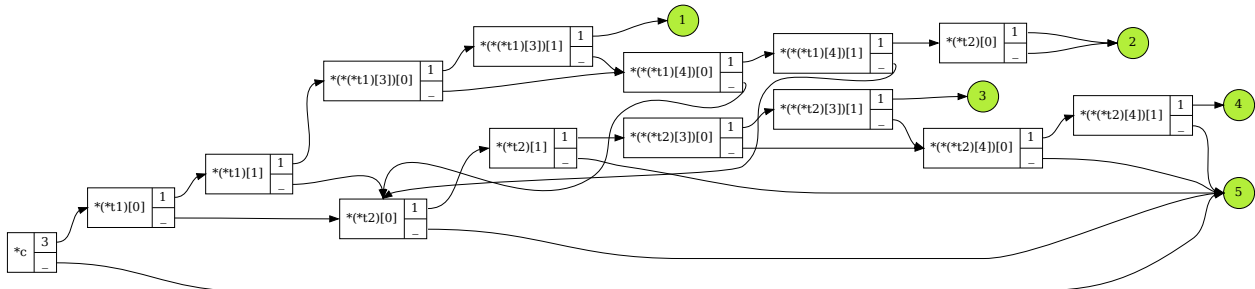 *(*(*t1)[3])[1] 1 _
1
*(*t2)[0] 1 _
2
*(*(*t1)[4])[1] 1 _
*(*(*t1)[4])[0] 1 _
*(*(*t1)[3])[0] 1 _
*(*(*t2)[3])[1] 1 _
3
*(*(*t2)[4])[1] 1 _
4
*(*(*t2)[3])[0] 1 _
*(*t2)[1] 1 _
*(*(*t2)[4])[0] 1 _
*(*t1)[1] 1 _
5
*(*t1)[0] 1 _
*(*t2)[0] 1 _
*c 3 _